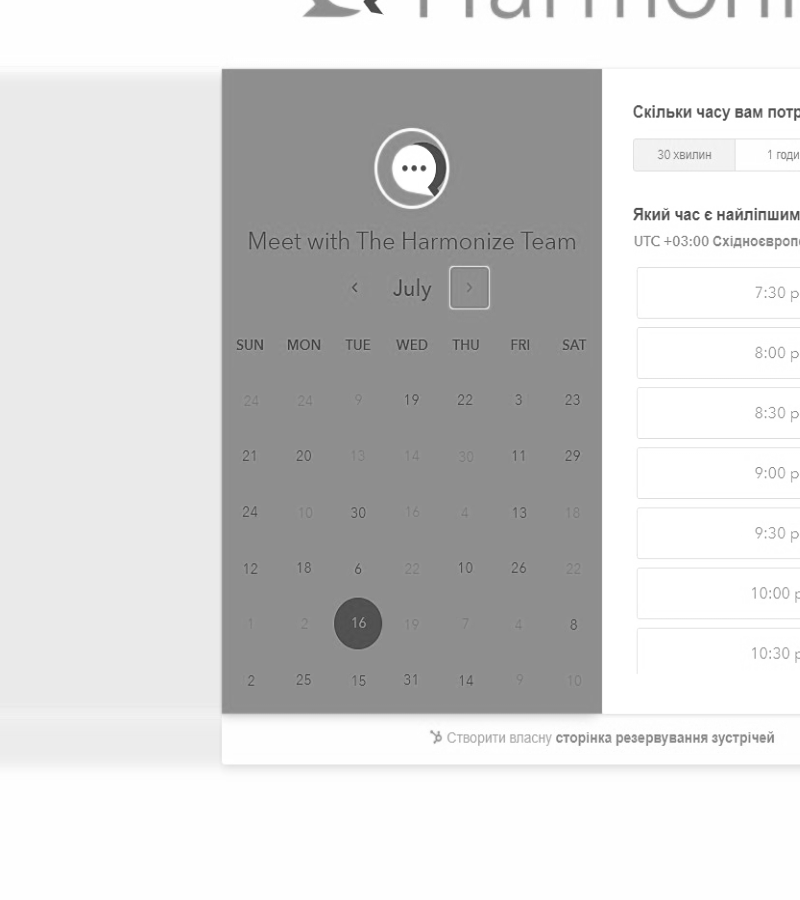 Harmoni
Meet with The Harmonize Team
July
SUN MON TUE WED THU FRI SAT
24 24 9 19 22 3 23
21 20 13 14 30 11 29
24 10 30 16 4 13 18
12 18 6 22 10 26 22
1 2 16 19 7 4 8
2 25 15 31 14 9 10
Скільки часу вам потр
30 хвилин 1 годи
Який час є найліпшим
UTC +03:00 Східноєвропе
7:30 p
8:00 p
8:30 p
9:00 p
9:30 p
10:00 p
10:30 p
Створити власну сторінка резервування зустрічей